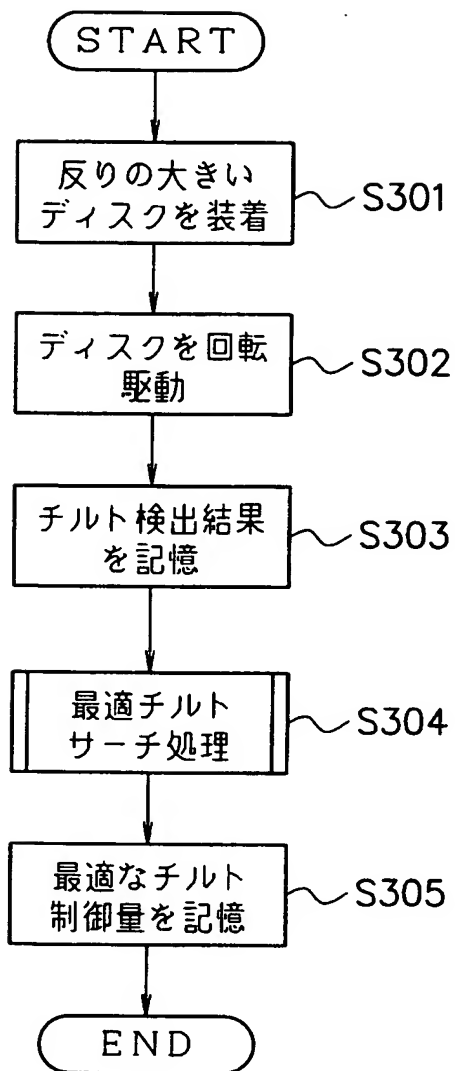 START
反りの大きい
ディスクを装着
S301
ディスクを回転
駆動
S302
チルト検出結果
を記憶
S303
最適チルト
サーチ処理
S304
最適なチルト
制御量を記憶
S305
END